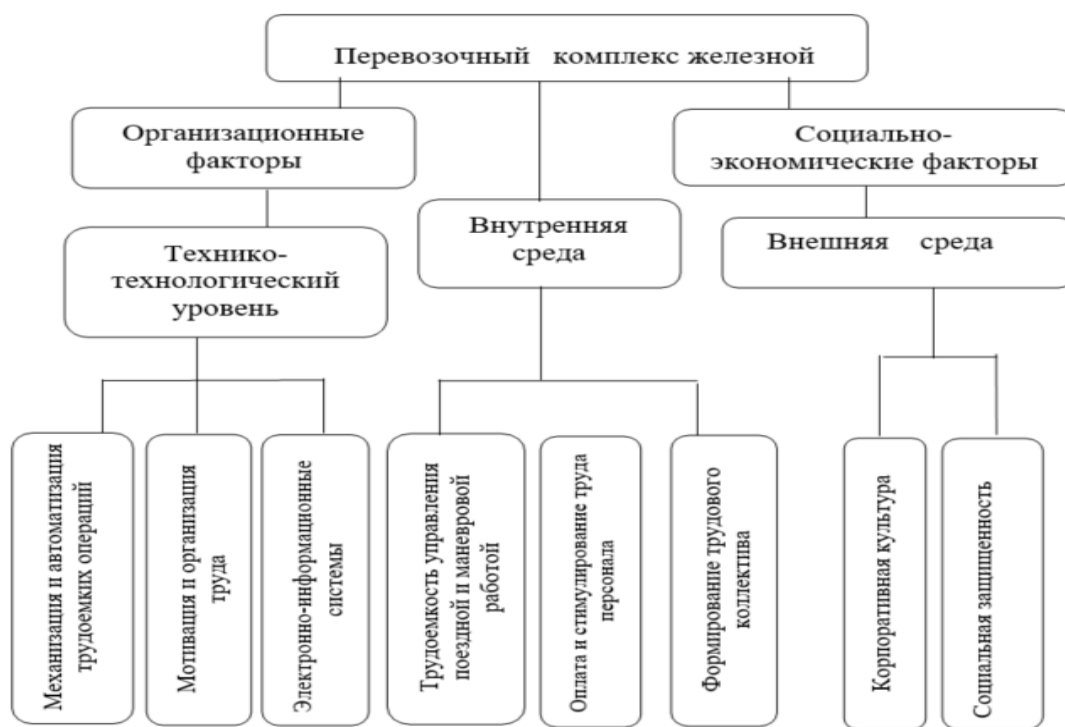 Перевозочный комплекс железной
Организационные
факторы
Социально-
экономические факторы
Внутренняя
среда
Внешняя среда
Технико-
технологический
уровень
Механизация и автоматизация
трудоемких операций
Мотивация и организация
труда
Электронно-информационные
системы
Трудоемкость управления
поездной и маневровой
работой
Оплата и стимулирование труда
персонала
Формирование трудового
коллектива
Корпоративная культура
Социальная защищенность